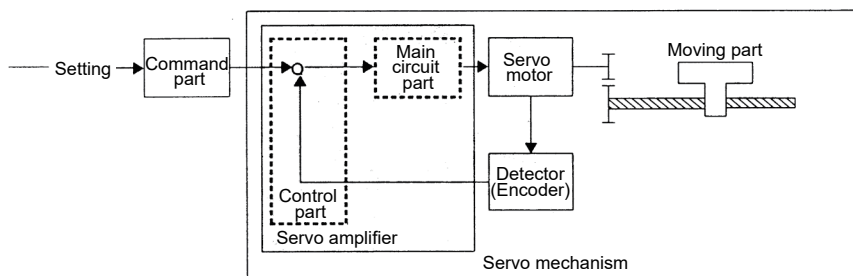 Setting
Command
part
Main
circuit
part
Servo
motor
Moving part
Detector
(Encoder)
Control
part
Servo amplifier
Servo mechanism